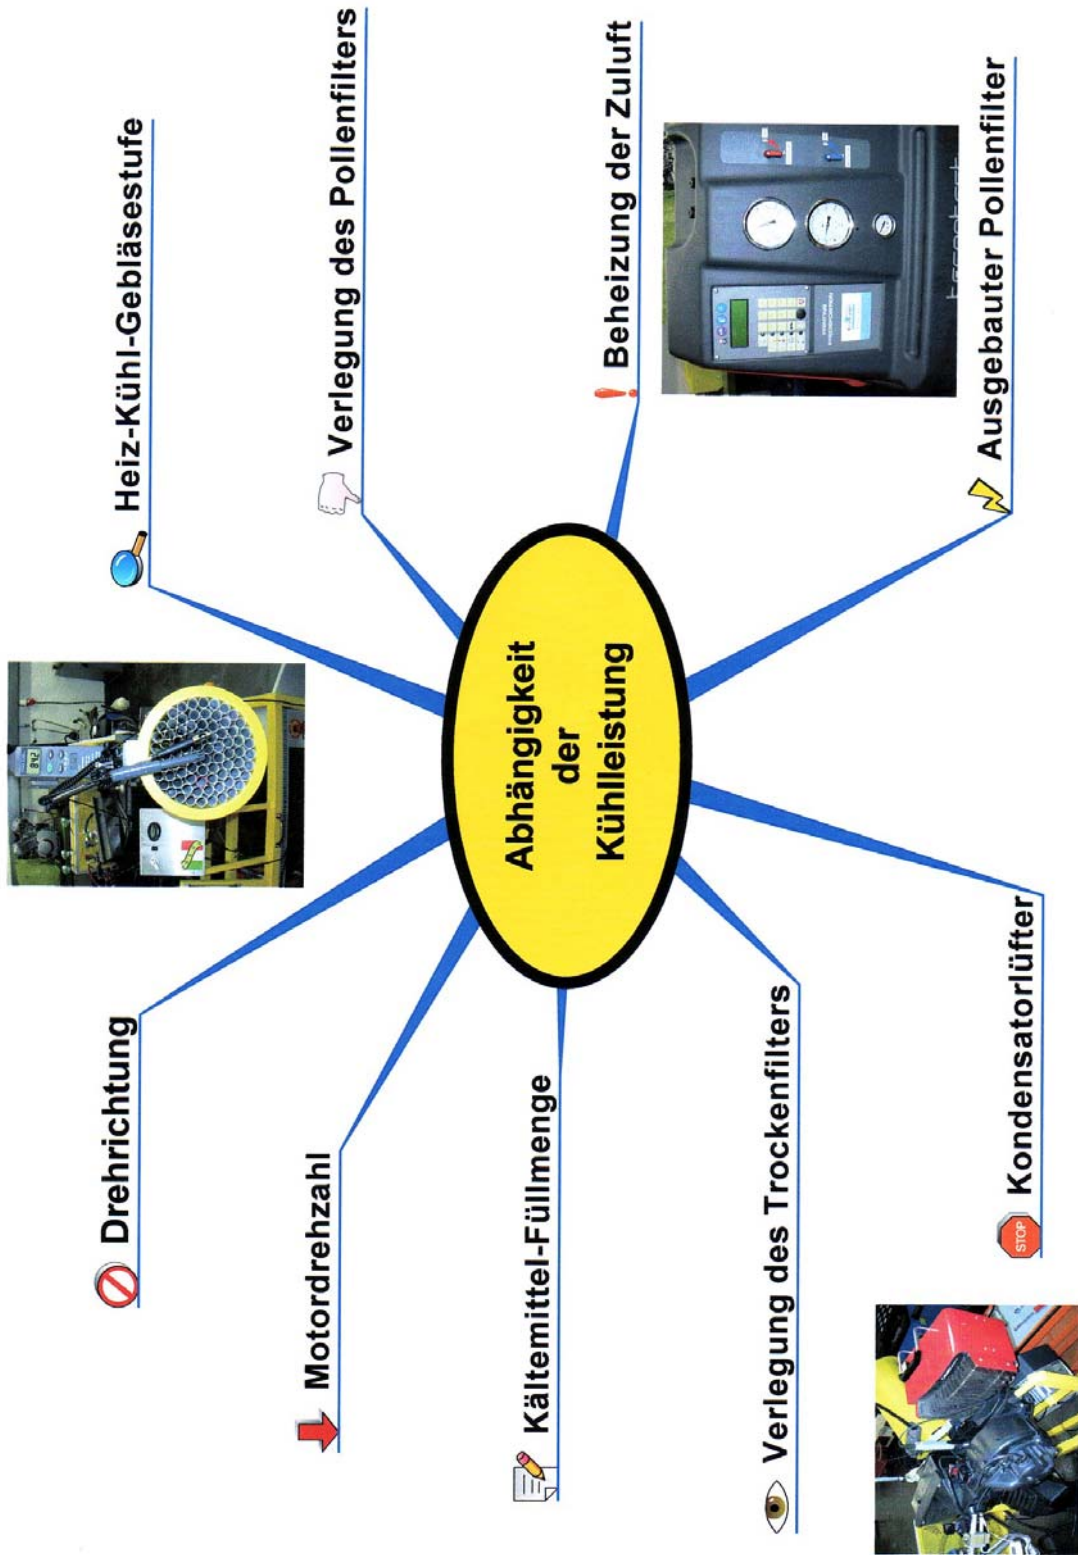 Abhängigkeit
der
Kühlleistung
Heiz-Kühl-Gebläsestufe
Verlegung des Pollenfilters
Beheizung der Zuluft
Ausgebauter Pollenfilter
Drehrichtung
Motordrehzahl
Kältemittel-Füllmenge
Verlegung des Trockenfilters
Kondensatorlüfter
STOP